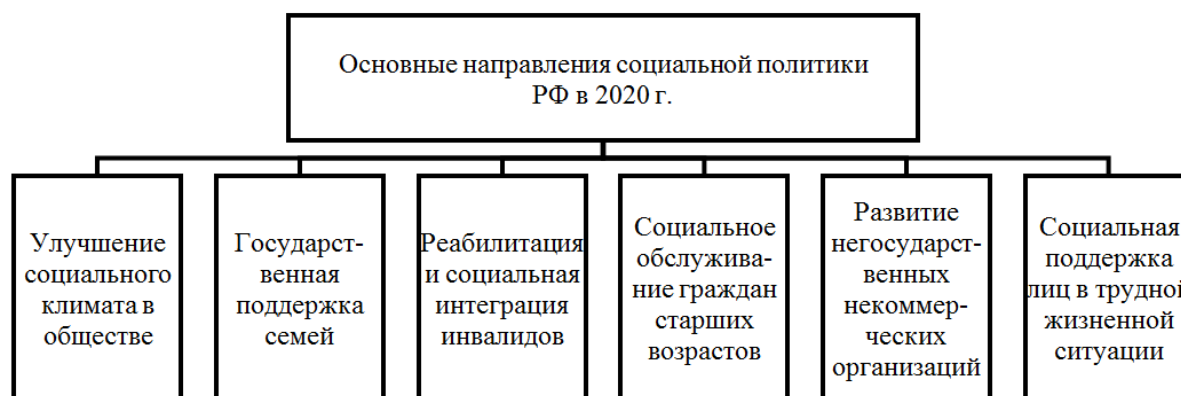 Основные направления социальной политики
РФ в 2020 г.
Улучшение
социального
климата в
обществе
Государст-
венная
поддержка
семей
Реабилитация
и социальная
интеграция
инвалидов
Социальное
обслужива-
ние граждан
старших
возрастов
Развитие
негосударст-
венных
некоммер-
ческих
организаций
Социальная
поддержка
лиц в трудной
жизненной
ситуации